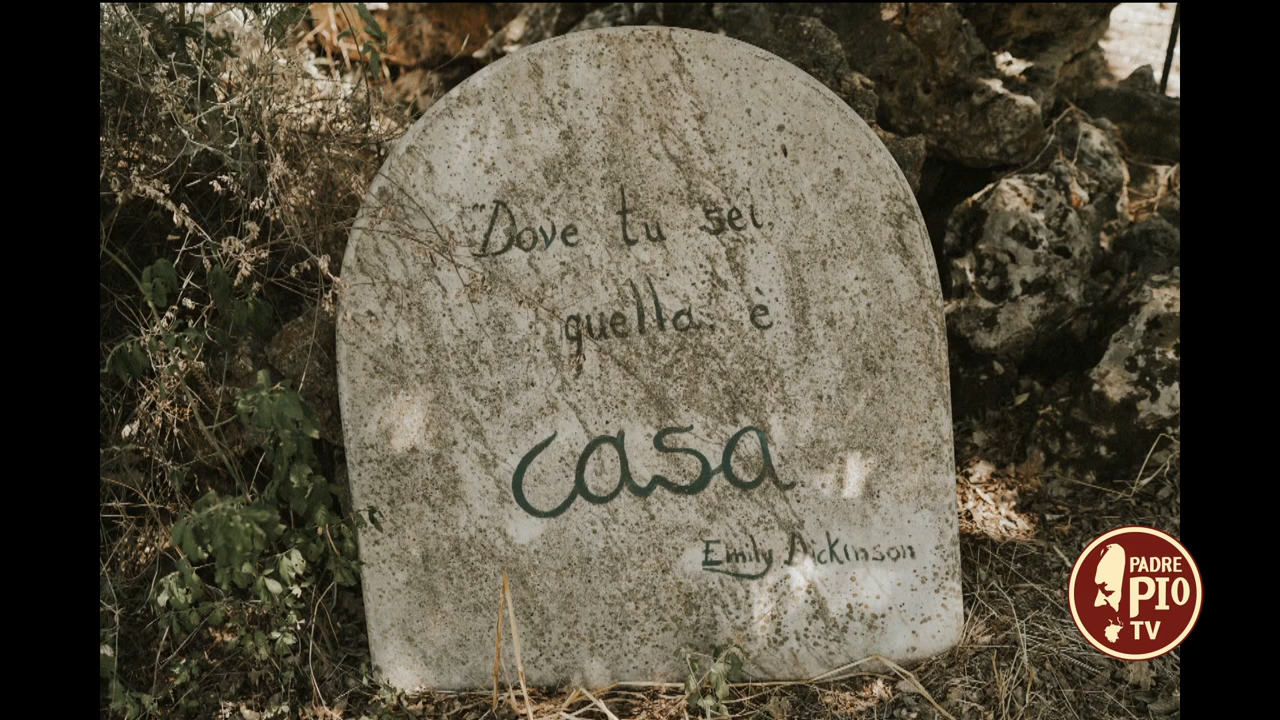 "Dove tu sei,
quella è
casa
Emily Dickinson
PADRE
PIO
TV